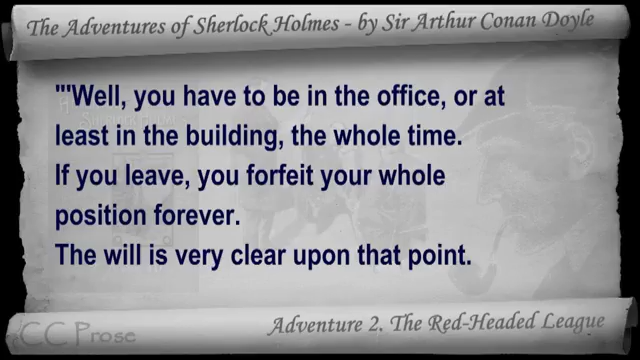 The Adventures of Sherlock Holmes - by Sir Arthur Conan Doyle
"'Well, you have to be in the office, or at
least in the building, the whole time.
If you leave, you forfeit your whole
position forever.
The will is very clear upon that point.
CC Prose
Adventure 2. The Red-Headed League